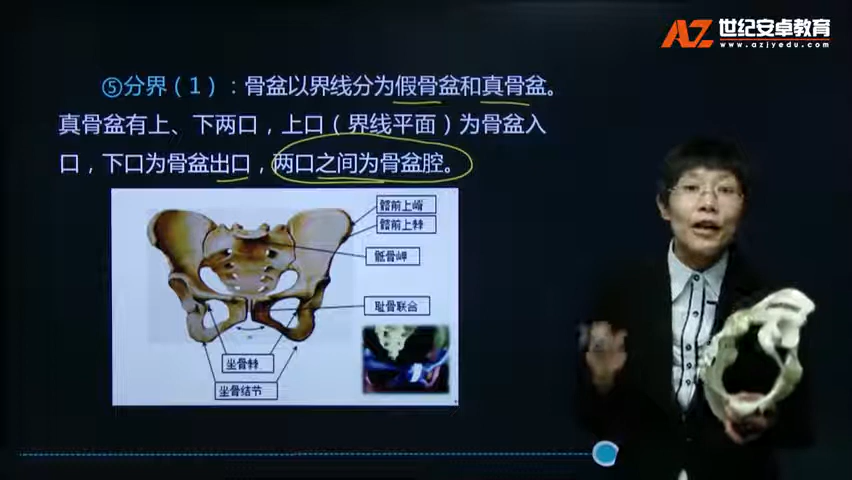 世纪安卓教育
www.azjyedu.com
⑤分界（1）：骨盆以界线分为假骨盆和真骨盆。
真骨盆有上、下两口，上口（界线平面）为骨盆入
口，下口为骨盆出口，两口之间为骨盆腔。
髂前上嵴
髂前上棘
骶骨岬
耻骨联合
坐骨棘
坐骨结节